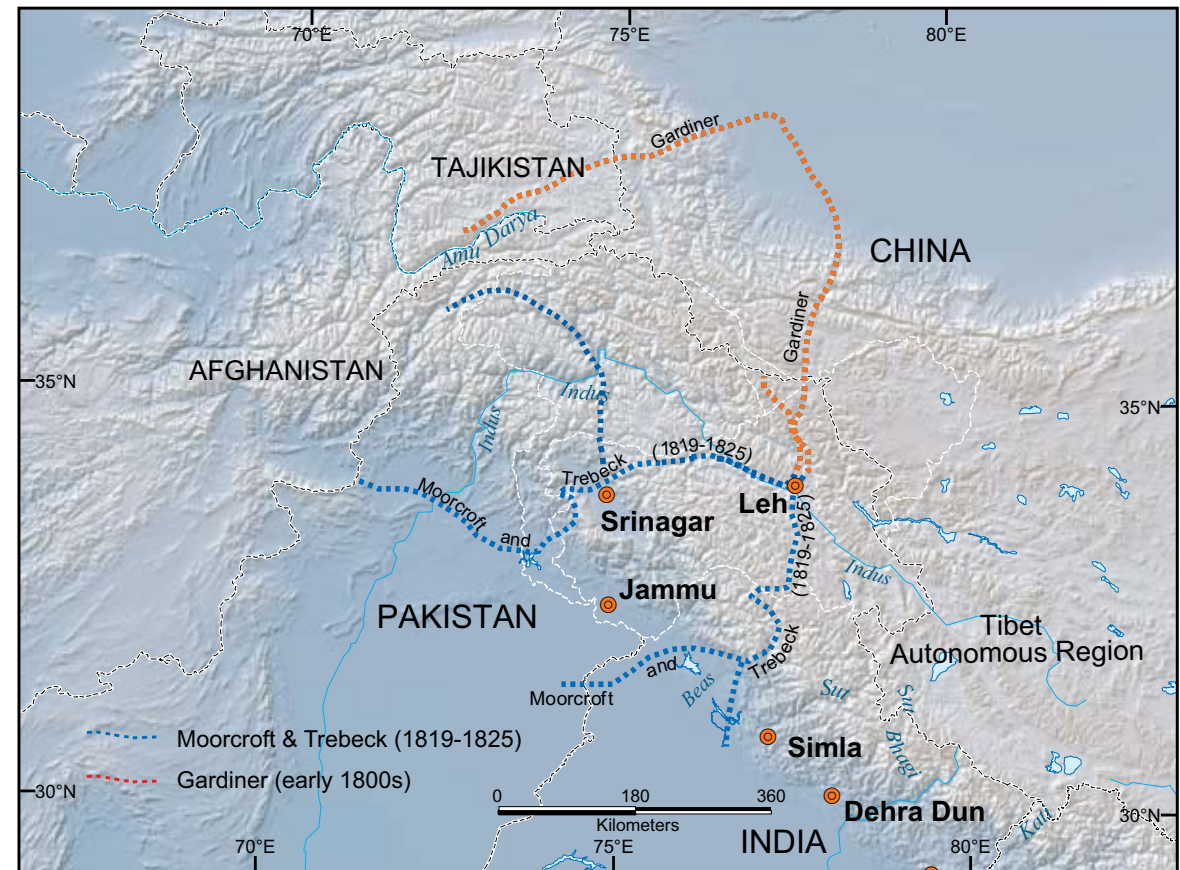 70°E
75°E
80°E
Gardiner
TAJIKISTAN
Amu Darya
CHINA
Gardiner
AFGHANISTAN
35°N
Indus
35°N
Indus
(1819-1825)
Trebeck
Moorcroft
and
Leh
Srinagar
(1819-1825)
Indus
Jammu
PAKISTAN
Tibet
Autonomous Region
Trebeck
and
Moorcroft
Beas
Sut
Sut
Bhagi
Moorcroft & Trebeck (1819-1825)
Simla
Gardiner (early 1800s)
30°N
0
180
360
Kilometers
Dehra Dun
30°N
Kali
INDIA
70°E
75°E
80°E